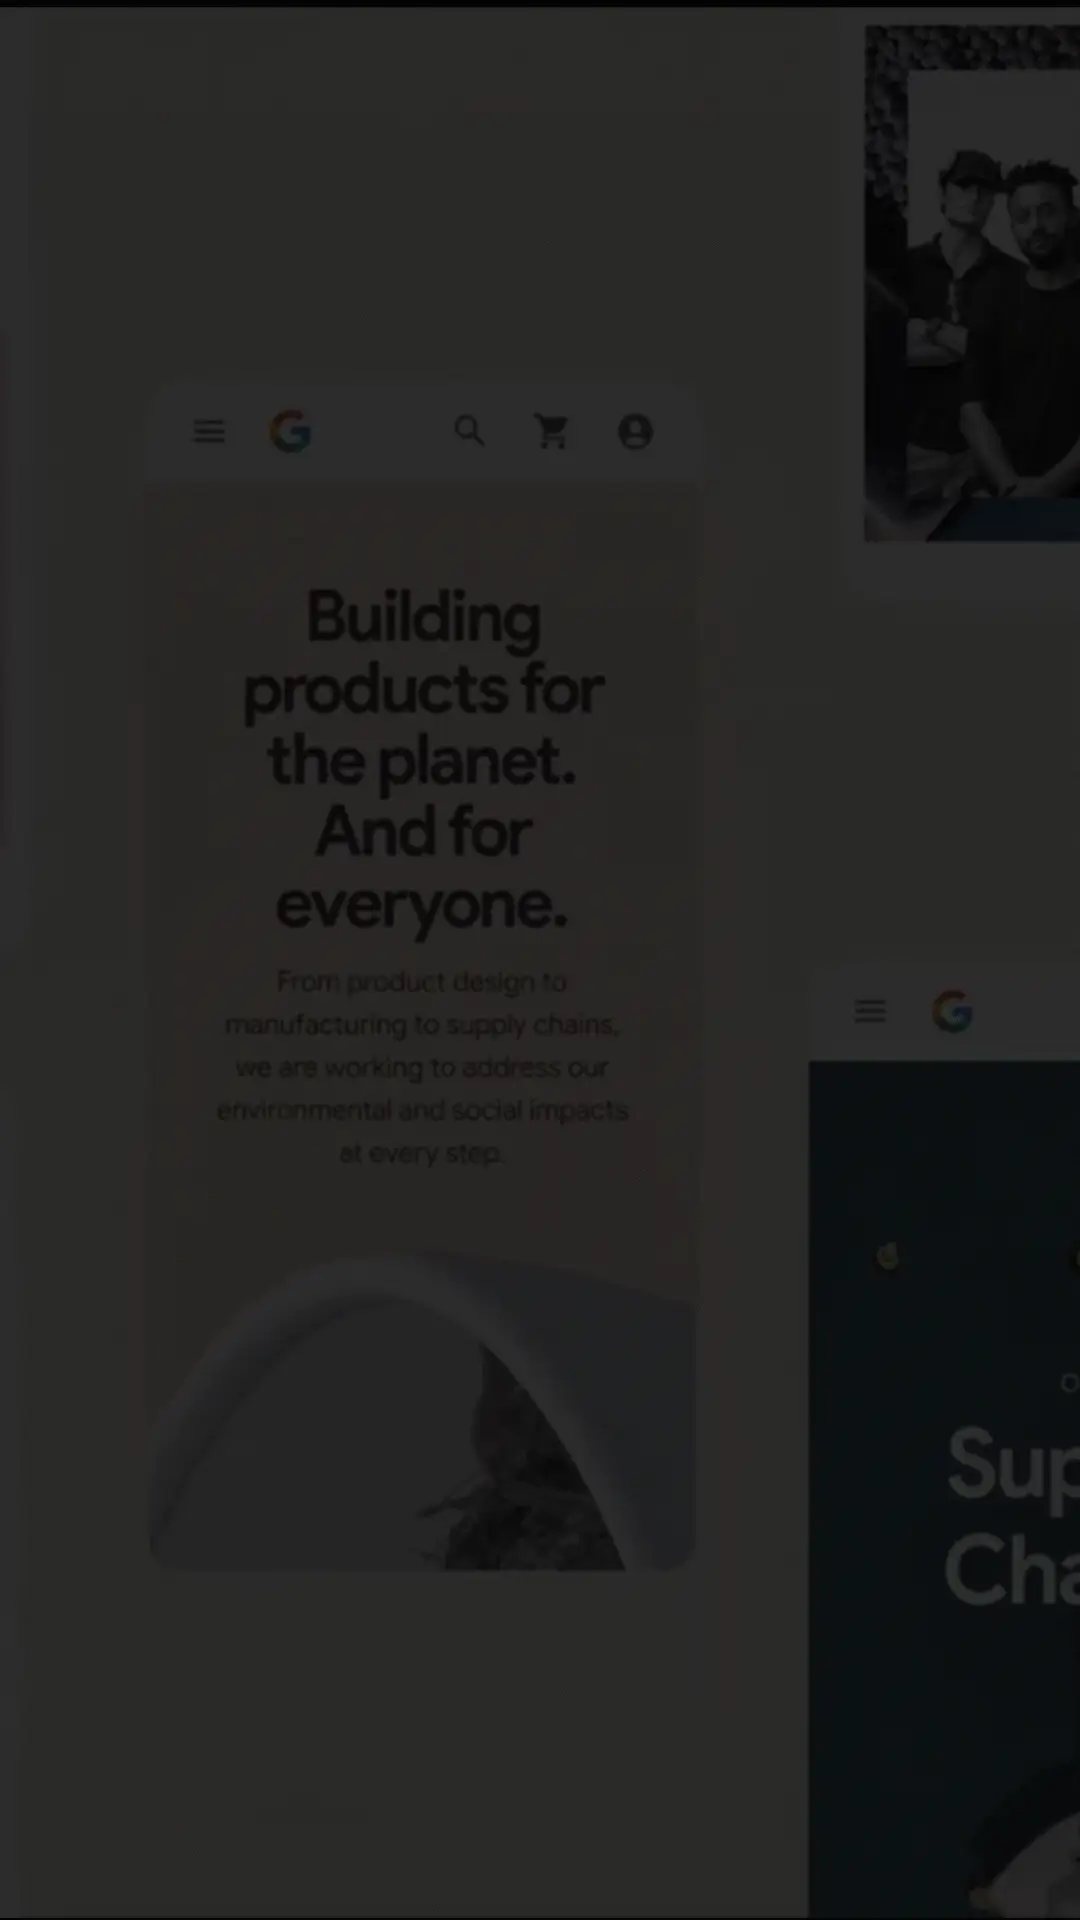 Building
products for
the planet.
And for
everyone.
From product design to
manufacturing to supply chains,
we are working to address our
environmental and social impacts
at every step.
Sup
Cha